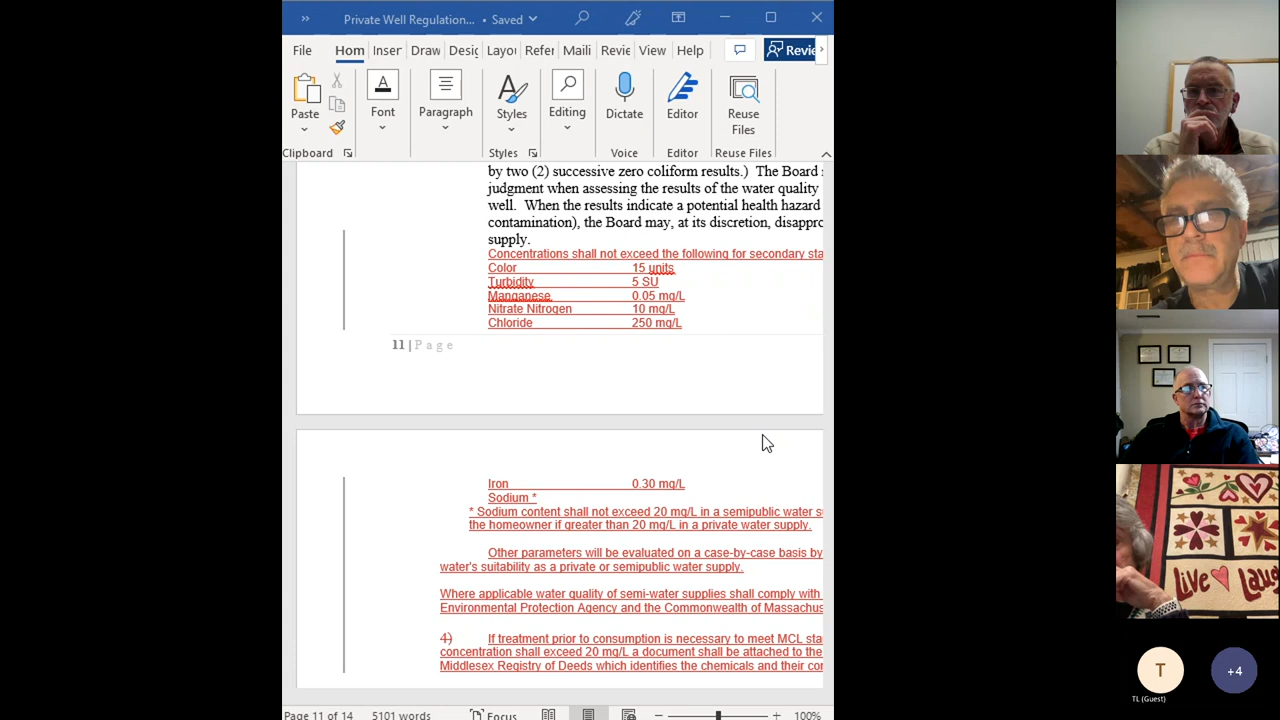 Private Well Regulation... • Saved
File Hom Inser Draw Desig Layou Refer Maili Revie View Help Revie
Paste Font Paragraph Styles Editing Dictate Editor Reuse Files
Clipboard Styles Voice Editor Reuse Files
by two (2) successive zero coliform results.) The Board
judgment when assessing the results of the water quality
well. When the results indicate a potential health hazard
contamination), the Board may, at its discretion, disappro
supply.
Concentrations shall not exceed the following for secondary sta
Color 15 units
Turbidity 5 SU
Manganese 0.05 mg/L
Nitrate Nitrogen 10 mg/L
Chloride 250 mg/L
11 | Page
Iron 0.30 mg/L
Sodium *
* Sodium content shall not exceed 20 mg/L in a semipublic water su
the homeowner if greater than 20 mg/L in a private water supply.
Other parameters will be evaluated on a case-by-case basis by
water's suitability as a private or semipublic water supply.
Where applicable water quality of semi-water supplies shall comply with
Environmental Protection Agency and the Commonwealth of Massachus
4) If treatment prior to consumption is necessary to meet MCL sta
concentration shall exceed 20 mg/L a document shall be attached to the
Middlesex Registry of Deeds which identifies the chemicals and their con
Page 11 of 14 5101 words Focus 100%
Live Laug
T
+4
TL (Guest)